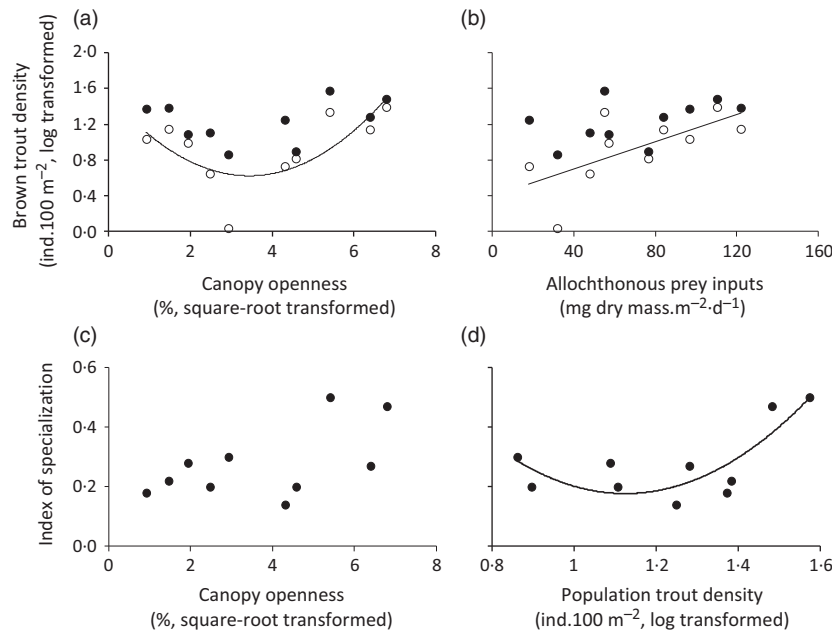 (a)
(b)
Brown trout density
(ind.100 m⁻², log transformed)
2·0
1·6
1·2
0·8
0·4
0·0
0 2 4 6 8
0 40 80 120 160
Canopy openness
(%, square-root transformed)
Allochthonous prey inputs
(mg dry mass.m⁻²·d⁻¹)
(c)
(d)
Index of specialization
0·6
0·4
0·2
0·0
0 2 4 6 8
0·8 1 1·2 1·4 1·6
Canopy openness
(%, square-root transformed)
Population trout density
(ind.100 m⁻², log transformed)